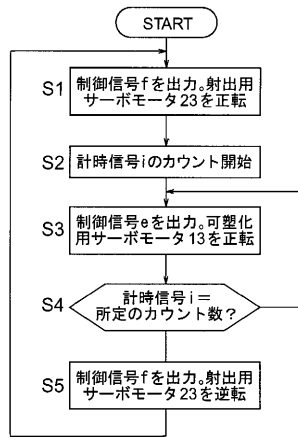 START
S1
制御信号fを出力。射出用
サーボモータ23を正転
S2
計時信号iのカウント開始
S3
制御信号eを出力。可塑化
用サーボモータ13を正転
S4
計時信号i＝
所定のカウント数？
S5
制御信号fを出力。射出用
サーボモータ23を逆転